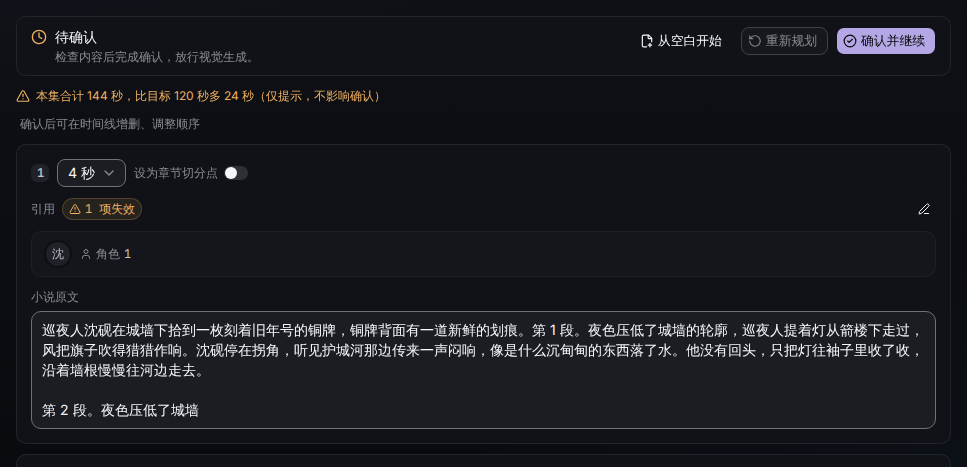 待确认
检查内容后完成确认，放行视觉生成。
从空白开始
重新规划
确认并继续
本集合计 144 秒，比目标 120 秒多 24 秒（仅提示，不影响确认）
确认后可在时间线增删、调整顺序
1
4 秒
设为章节切分点
引用
1 项失效
沈
角色 1
小说原文
巡夜人沈砚在城墙下拾到一枚刻着旧年号的铜牌，铜牌背面有一道新鲜的划痕。第 1 段。夜色压低了城墙的轮廓，巡夜人提着灯从箭楼下走过，
风把旗子吹得猎猎作响。沈砚停在拐角，听见护城河那边传来一声闷响，像是什么沉甸甸的东西落了水。他没有回头，只把灯往袖子里收了收，
沿着墙根慢慢往河边走去。
第 2 段。夜色压低了城墙